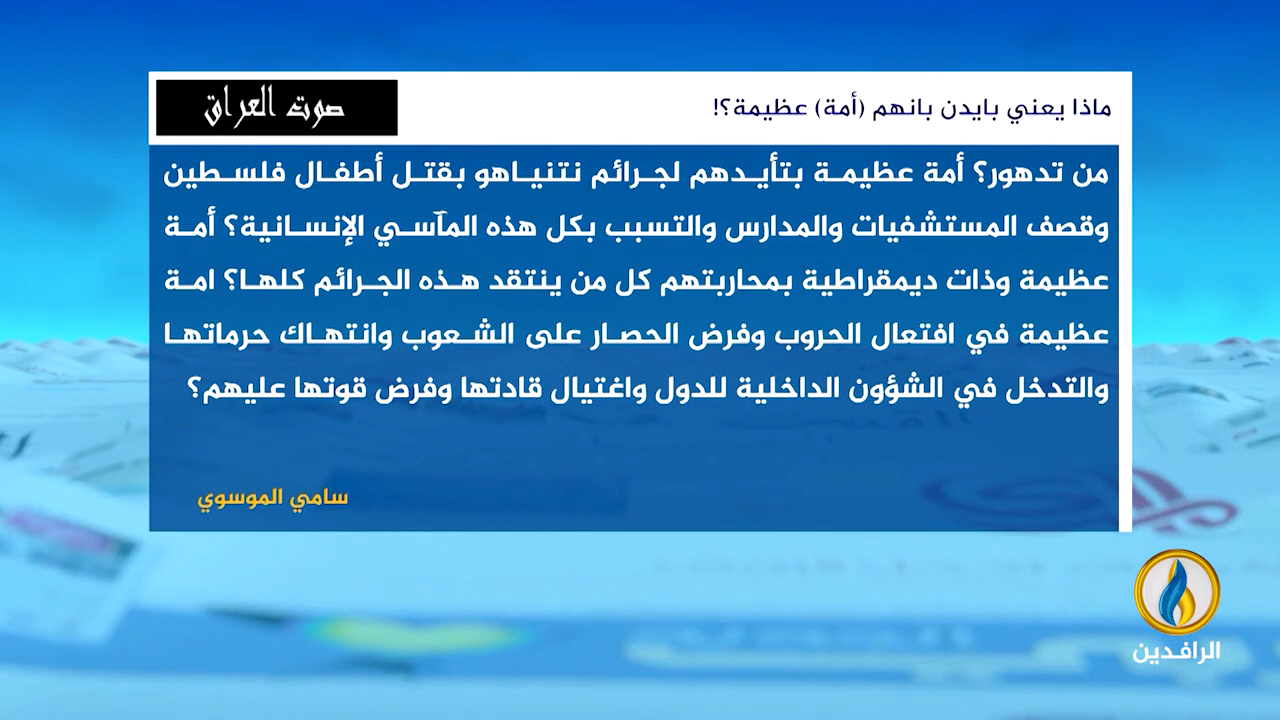 صوت العراق
ماذا يعني بايدن بانهم (أمة) عظيمة؟!
من تدهور؟ أمة عظيمة بتأيدهم لجرائم نتنياهو بقتل أطفال فلسطين
وقصف المستشفيات والمدارس والتسبب بكل هذه المآسي الإنسانية؟ أمة
عظيمة وذات ديمقراطية بمحاربتهم كل من ينتقد هذه الجرائم كلها؟ امة
عظيمة في افتعال الحروب وفرض الحصار على الشعوب وانتهاك حرماتها
والتدخل في الشؤون الداخلية للدول واغتيال قادتها وفرض قوتها عليهم؟
سامي الموسوي
الرافدين